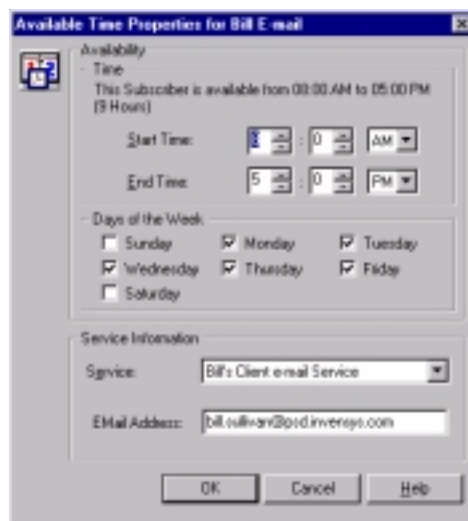 Available Time Properties for Bill E-mail
Availability
Time
This Subscriber is available from 08:00 AM to 05:00 PM
(9 Hours)
Start Time: 8 : 0 AM
End Time: 5 : 0 PM
Days of the Week
Sunday Monday Tuesday
Wednesday Thursday Friday
Saturday
Service Information
Service: Bill's Client e-mail Service
EMail Address: bill.sullivan@psd.invensys.com
OK Cancel Help